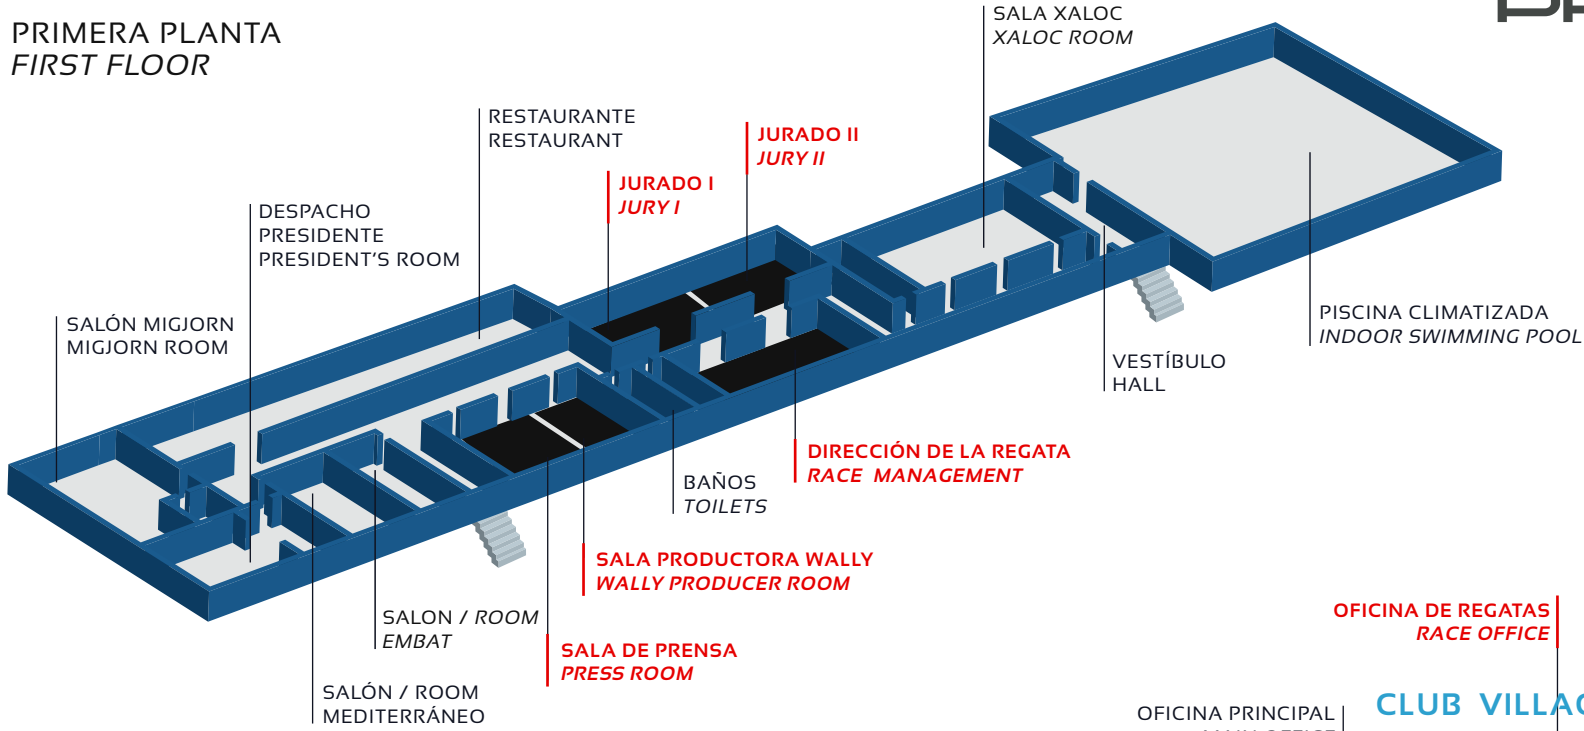 PRIMERA PLANTA
FIRST FLOOR
SALA XALOC
XALOC ROOM
RESTAURANTE
RESTAURANT
JURADO II
JURY II
JURADO I
JURY I
DESPACHO
PRESIDENTE
PRESIDENT'S ROOM
SALÓN MIGJORN
MIGJORN ROOM
PISCINA CLIMATIZADA
INDOOR SWIMMING POOL
VESTÍBULO
HALL
DIRECCIÓN DE LA REGATA
RACE MANAGEMENT
BAÑOS
TOILETS
SALA PRODUCTORA WALLY
WALLY PRODUCER ROOM
SALON / ROOM
EMBAT
SALA DE PRENSA
PRESS ROOM
SALÓN / ROOM
MEDITERRÁNEO
OFICINA DE REGATAS
RACE OFFICE
OFICINA PRINCIPAL
CLUB